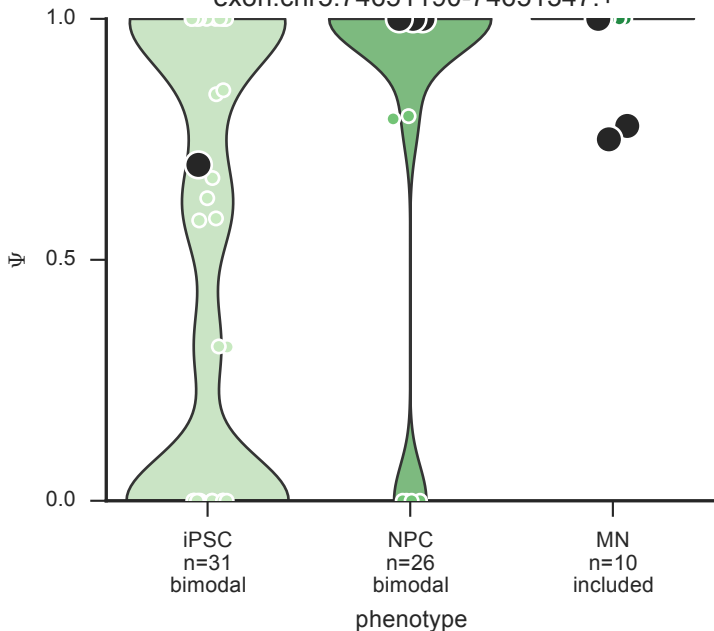 1.0
Ψ 0.5
0.0
iPSC NPC MN
n=31 n=26 n=10
bimodal bimodal included
phenotype